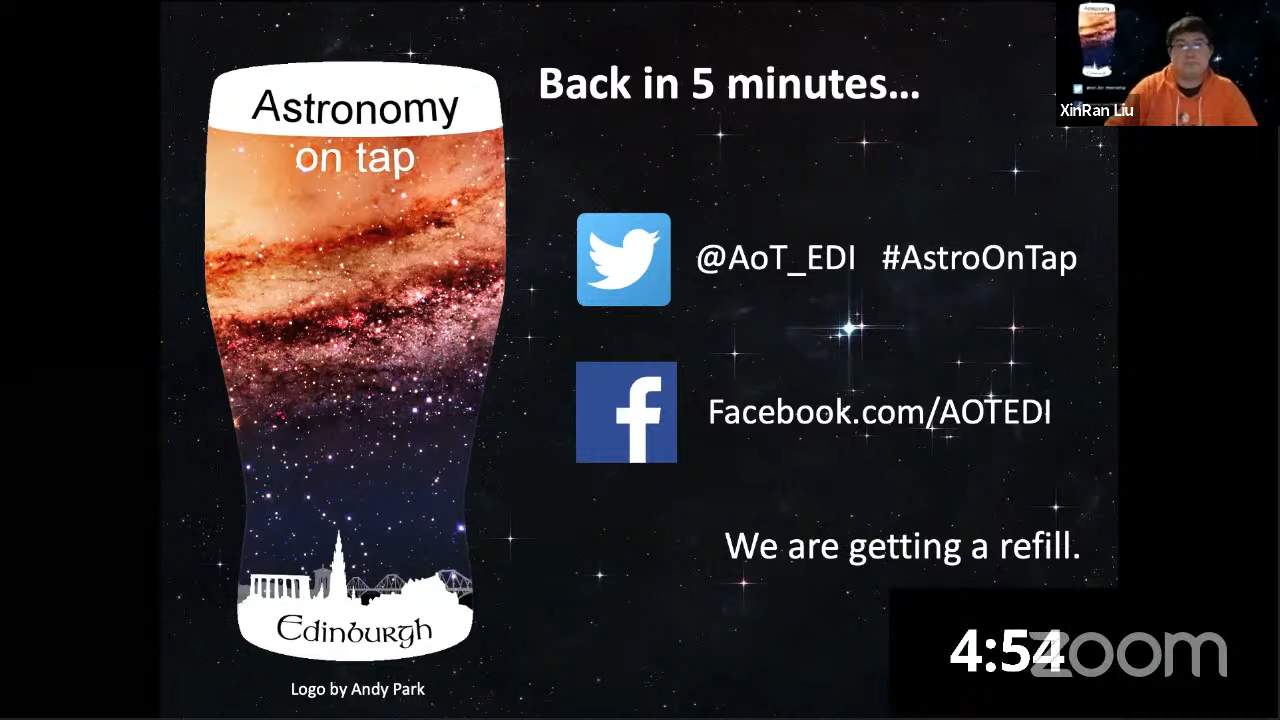 Astronomy
on tap
Edinburgh
Logo by Andy Park
Back in 5 minutes...
@AoT_EDI #AstroOnTap
Facebook.com/AOTEDI
We are getting a refill.
4:54
zoom
XinRan Liu